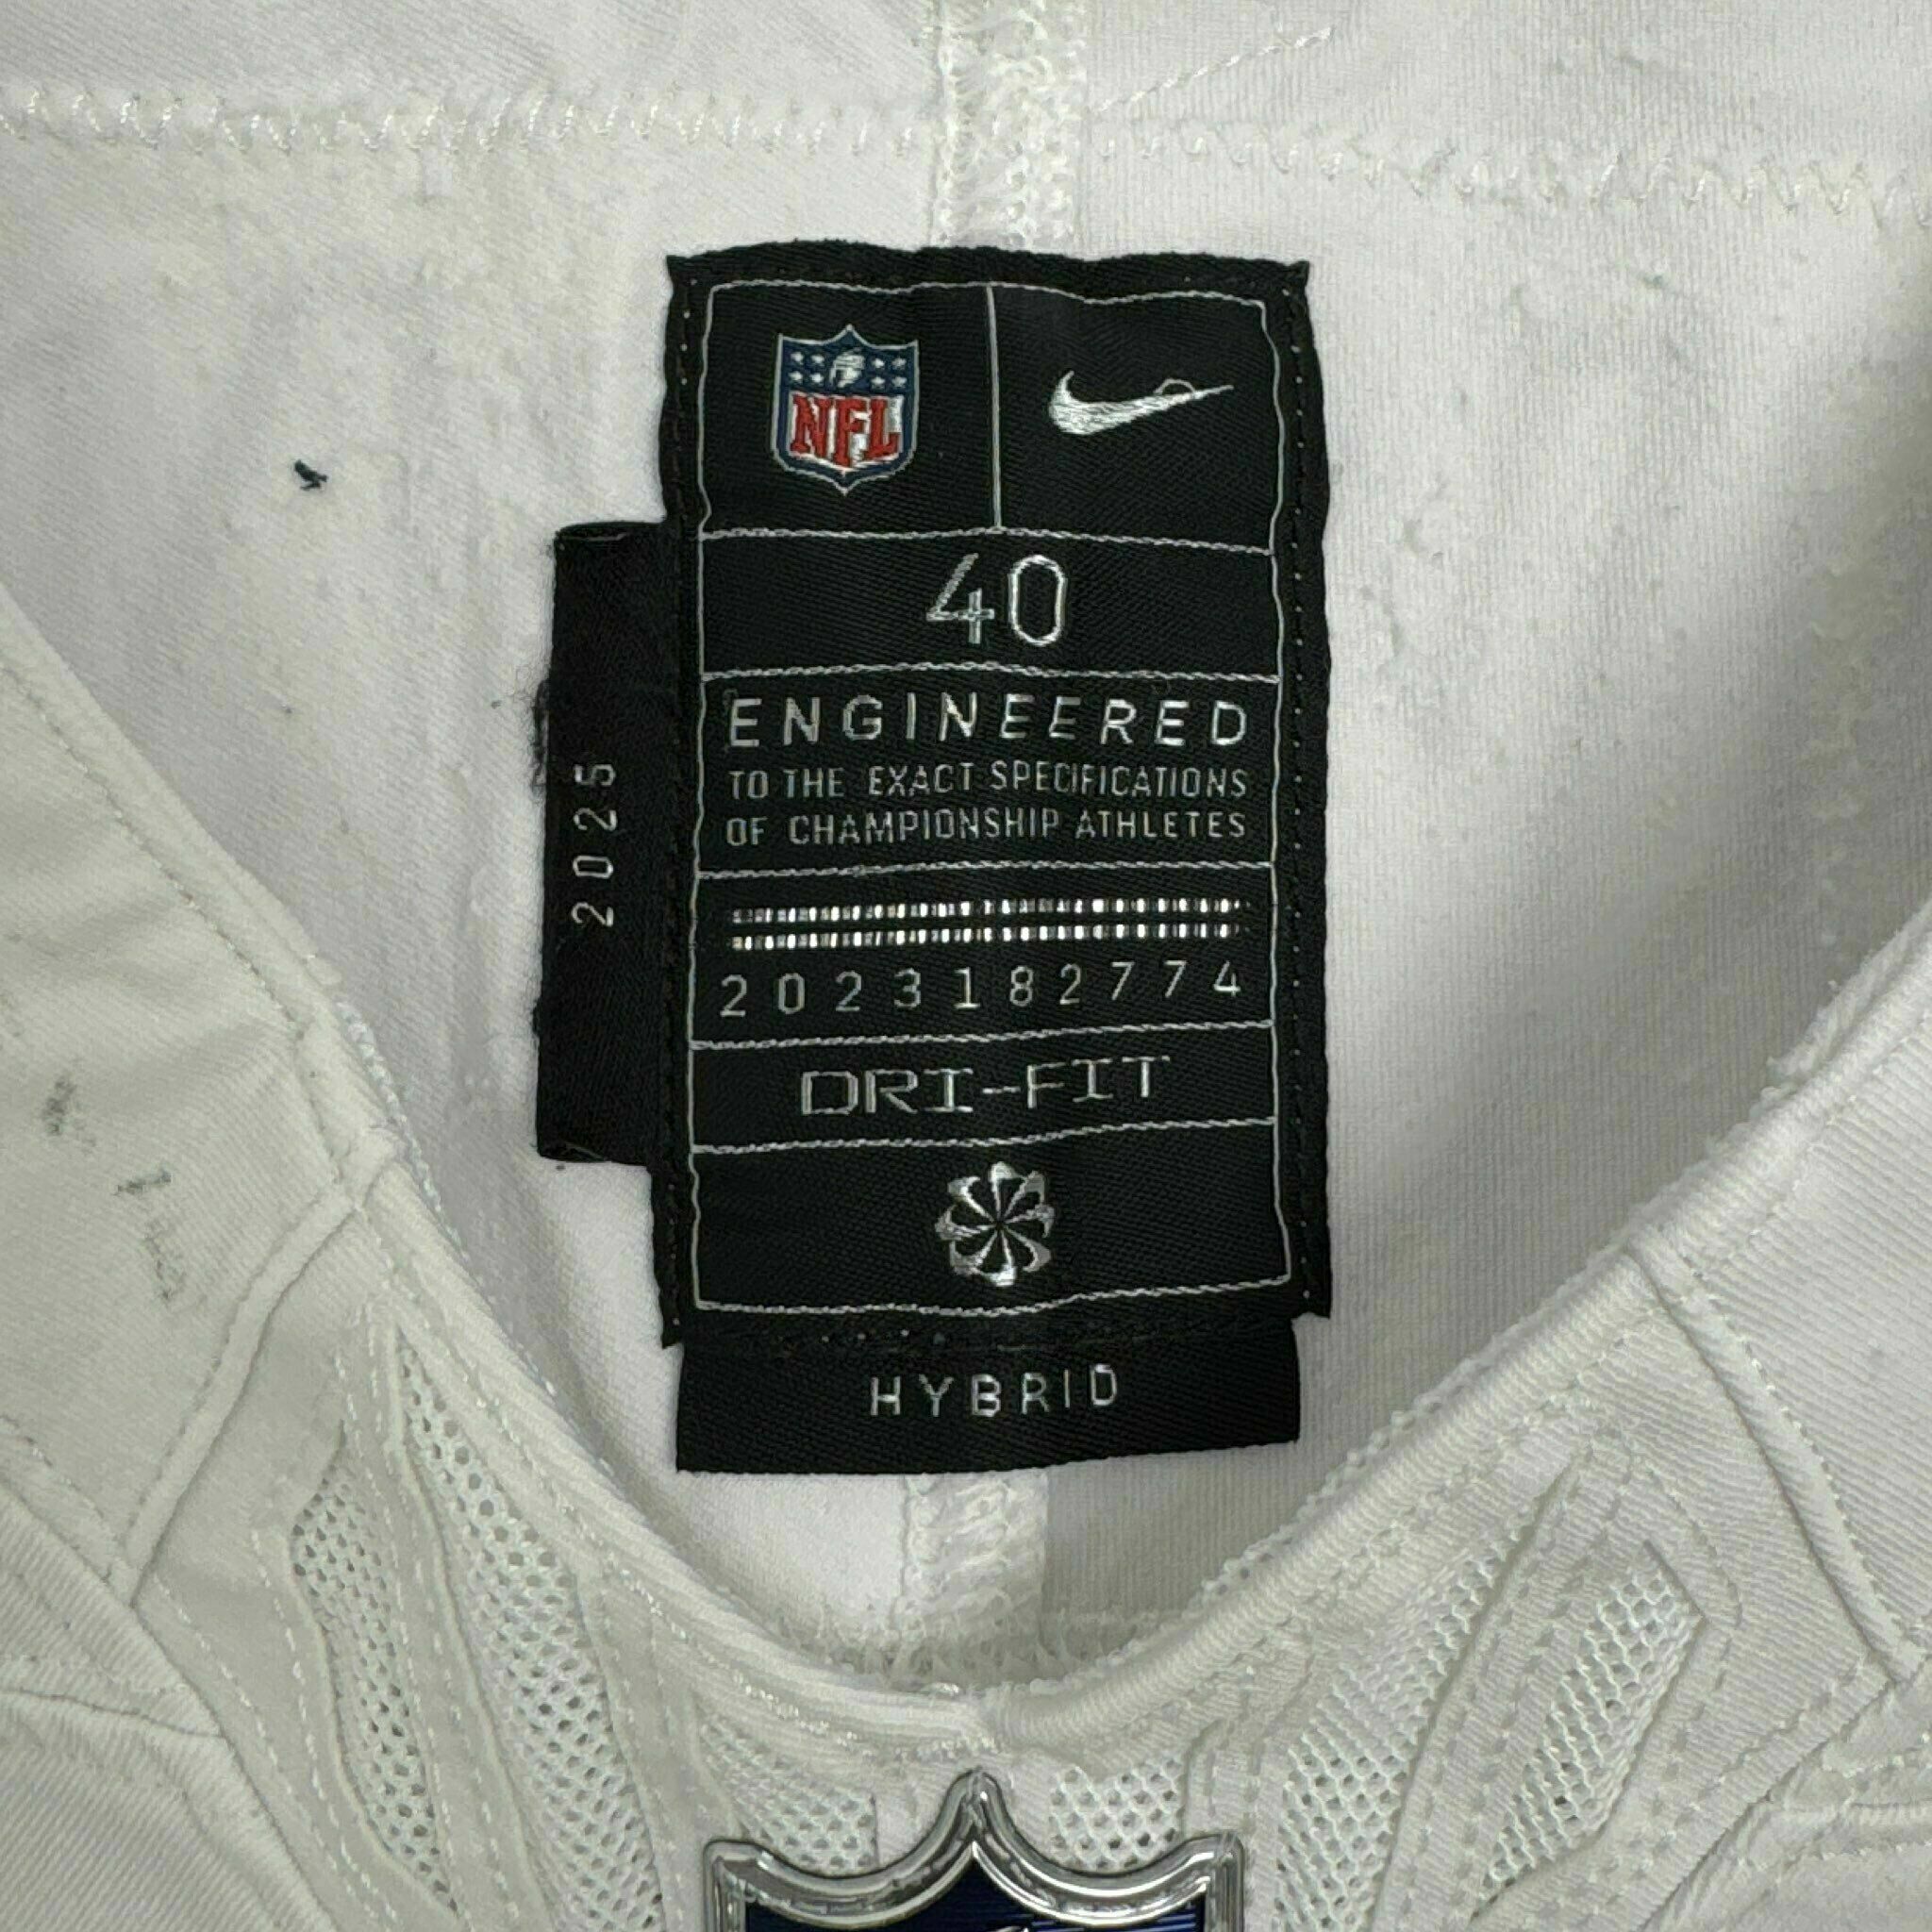 NFL
40
ENGINEERED
TO THE EXACT SPECIFICATIONS
OF CHAMPIONSHIP ATHLETES
2025
2023182774
DRI-FIT
HYBRID